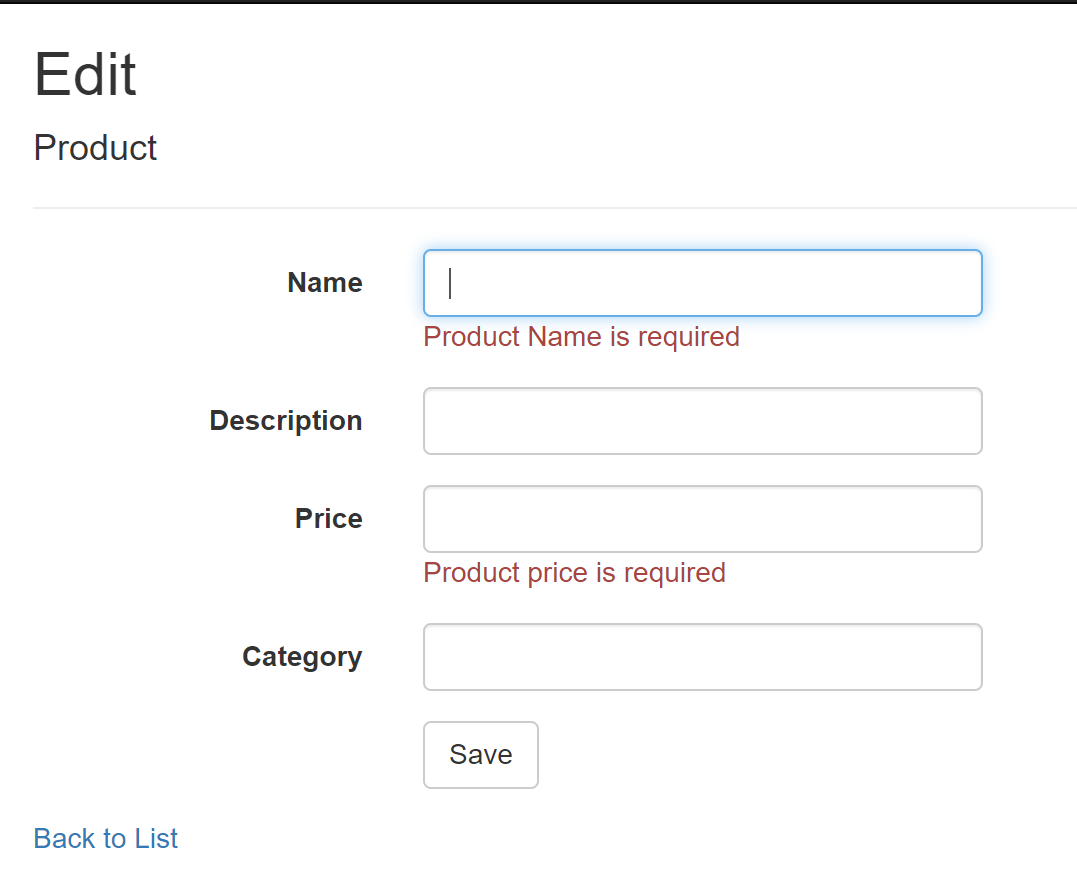 Edit
Product
Name
Product Name is required
Description
Price
Product price is required
Category
Save
Back to List